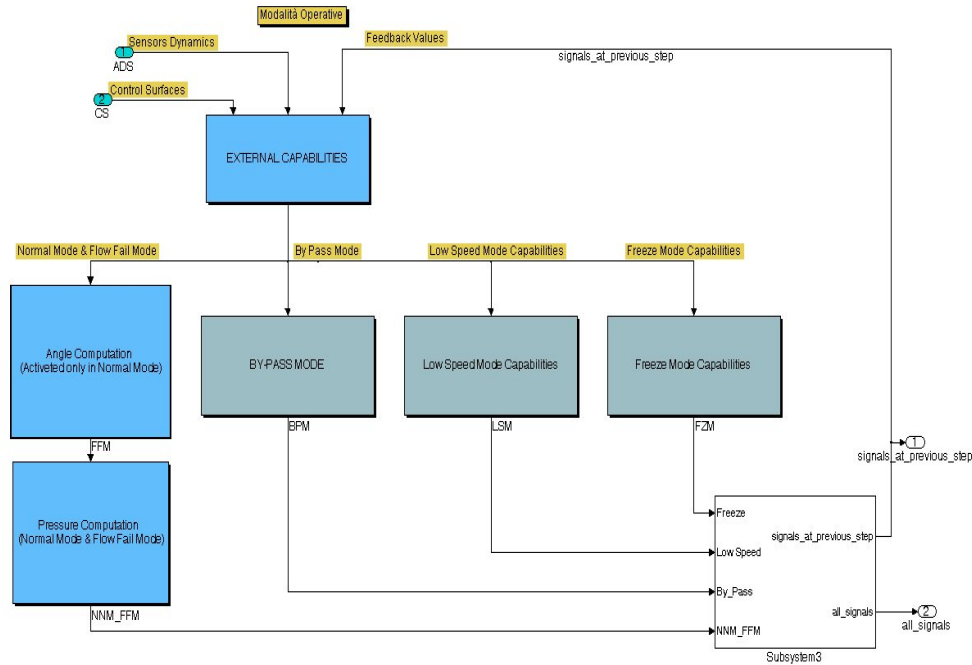 Modalità Operative
Sensors Dynamics
Feedback Values
signals_at_previous_step
1
ADS
Control Surfaces
2
CS
EXTERNAL CAPABILITIES
Normal Mode & Flow Fail Mode
By Pass Mode
Low Speed Mode Capabilities
Freeze Mode Capabilities
Angle Computation
(Activeted only in Normal Mode)
BY-PASS MODE
Low Speed Mode Capabilities
Freeze Mode Capabilities
FFM
BPM
LSM
FZM
1
signals_at_previous_step
Pressure Computation
(Normal Mode & Flow Fail Mode)
NNM_FFM
Freeze
signals_at_previous_step
Low Speed
By_Pass
all_signals
2
all_signals
NNM_FFM
Subsystem3